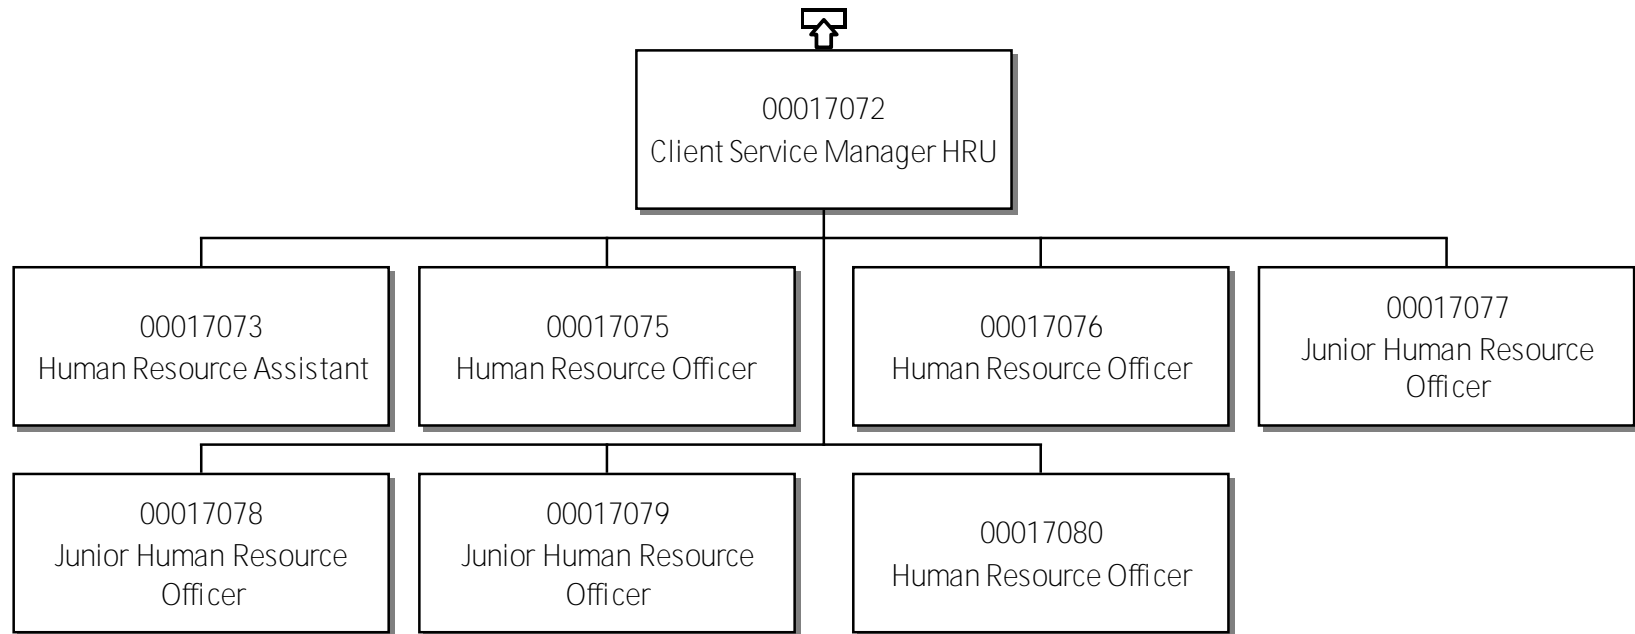 00017072
Client Service Manager HRU
00017073
Human Resource Assistant
00017075
Human Resource Officer
00017076
Human Resource Officer
00017077
Junior Human Resource
Officer
00017078
Junior Human Resource
Officer
00017079
Junior Human Resource
Officer
00017080
Human Resource Officer